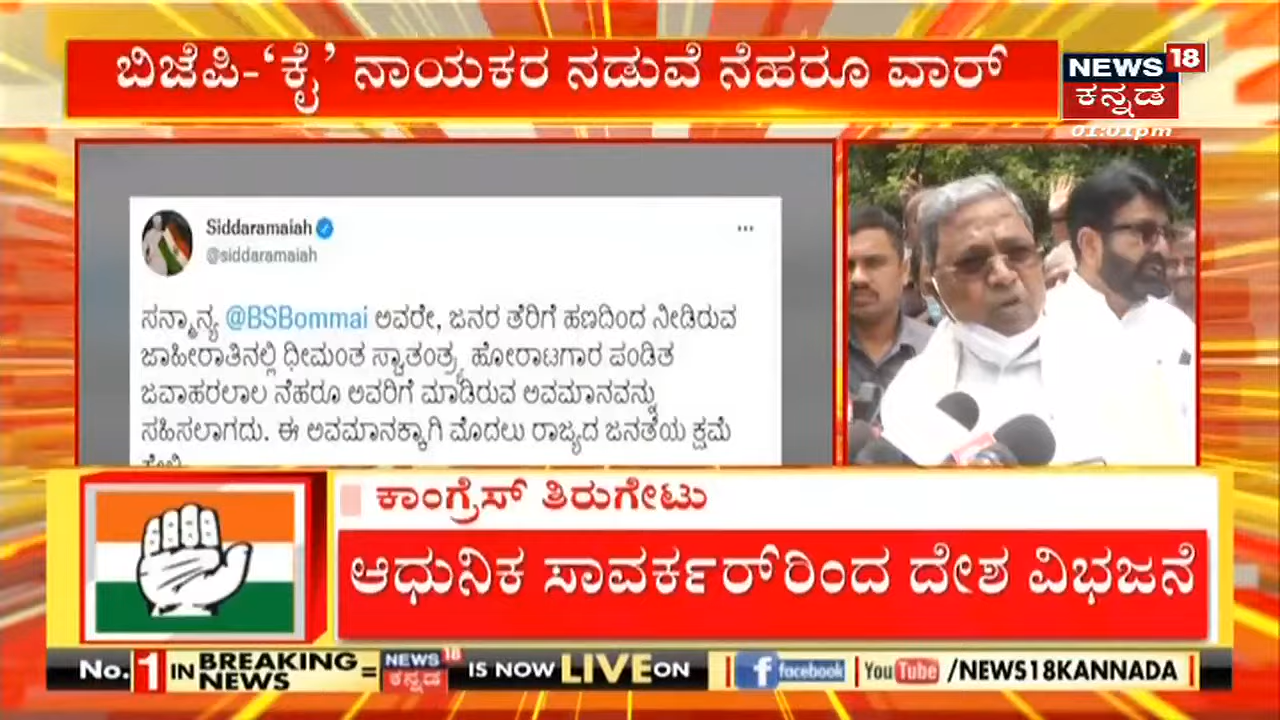 ಬಿಜೆಪಿ-‘ಕೈ’ ನಾಯಕರ ನಡುವೆ ನೆಹರೂ ವಾರ್
NEWS 18
ಕನ್ನಡ
01:01pm
Siddaramaiah
@siddaramaiah
ಸನ್ಮಾನ್ಯ @BSBommai ಅವರೇ, ಜನರ ತೆರಿಗೆ ಹಣದಿಂದ ನೀಡಿರುವ
ಜಾಹೀರಾತಿನಲ್ಲಿ ಧೀಮಂತ ಸ್ವಾತಂತ್ರ್ಯ ಹೋರಾಟಗಾರ ಪಂಡಿತ
ಜವಾಹರಲಾಲ ನೆಹರೂ ಅವರಿಗೆ ಮಾಡಿರುವ ಅವಮಾನವನ್ನು
ಸಹಿಸಲಾಗದು. ಈ ಅವಮಾನಕ್ಕಾಗಿ ಮೊದಲು ರಾಜ್ಯದ ಜನತೆಯ ಕ್ಷಮೆ
ಕಾಂಗ್ರೆಸ್ ತಿರುಗೇಟು
ಆಧುನಿಕ ಸಾವರ್ಕರ್‌ರಿಂದ ದೇಶ ವಿಭಜನೆ
No.1 IN BREAKING NEWS = NEWS 18 ಕನ್ನಡ IS NOW LIVE ON f facebook | You Tube /NEWS18KANNADA